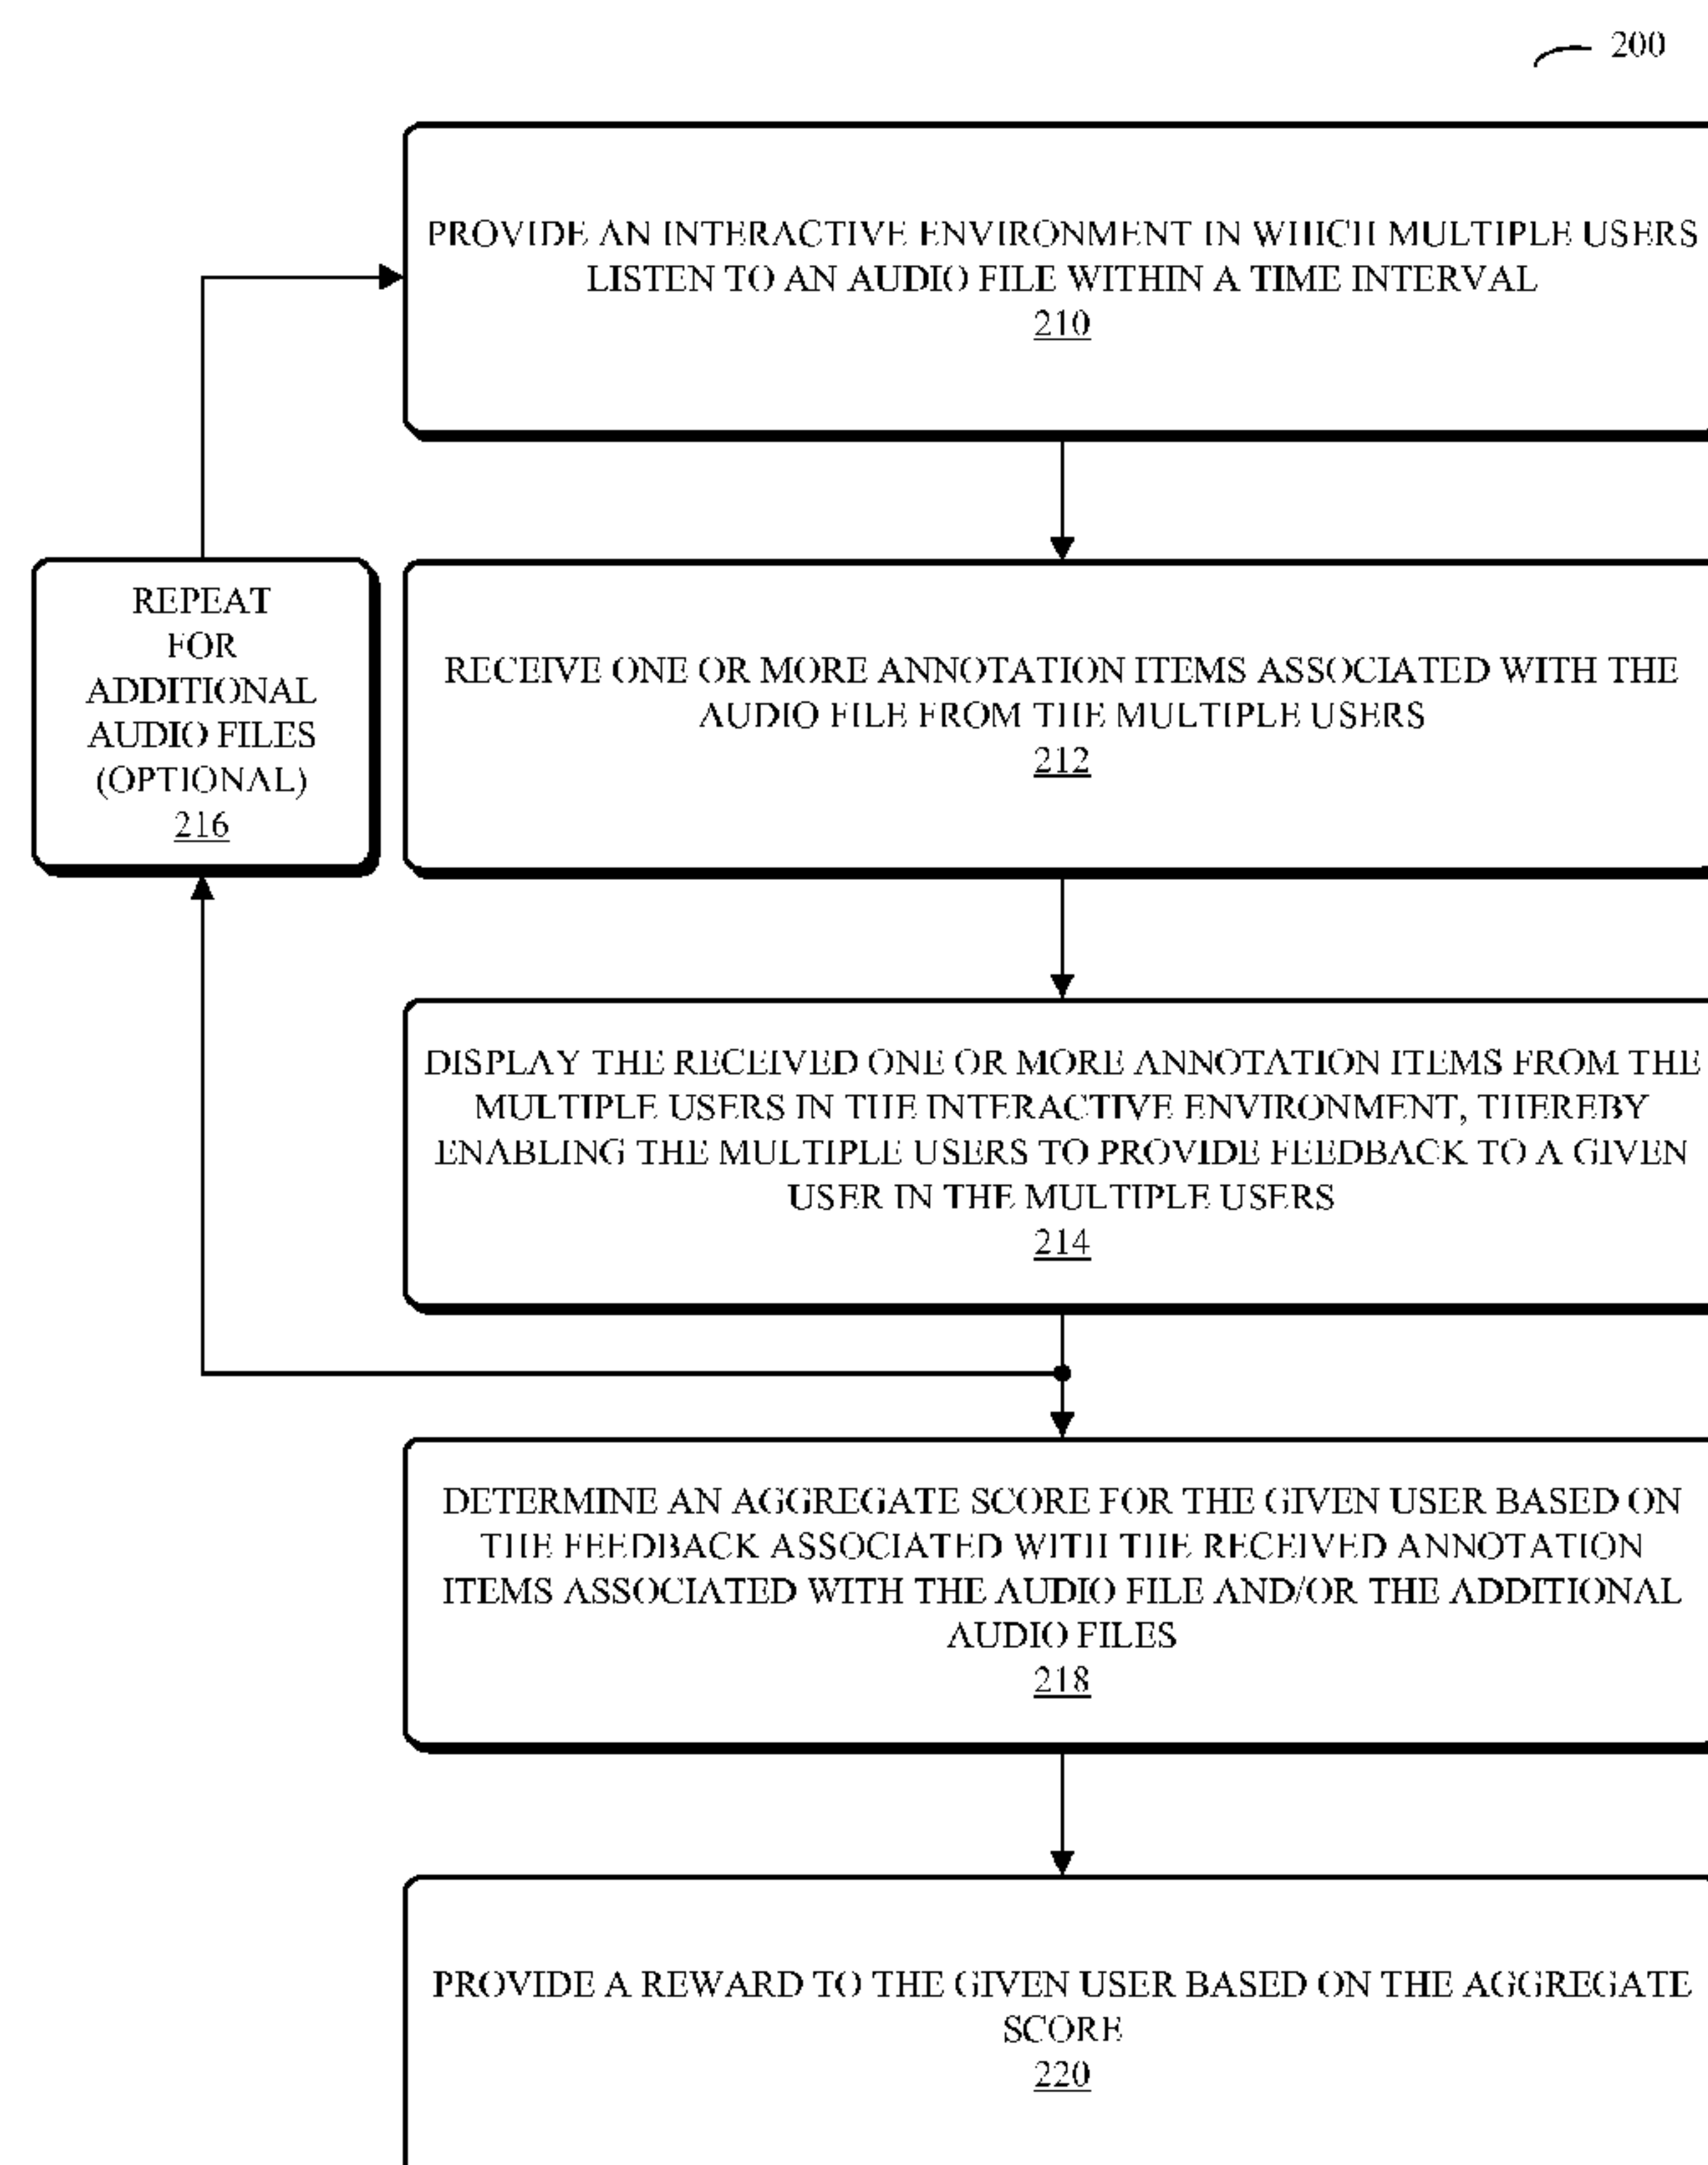 200
PROVIDE AN INTERACTIVE ENVIRONMENT IN WHICH MULTIPLE USERS
LISTEN TO AN AUDIO FILE WITHIN A TIME INTERVAL
210
REPEAT
FOR
ADDITIONAL
AUDIO FILES
(OPTIONAL)
216
RECEIVE ONE OR MORE ANNOTATION ITEMS ASSOCIATED WITH THE
AUDIO FILE FROM THE MULTIPLE USERS
212
DISPLAY THE RECEIVED ONE OR MORE ANNOTATION ITEMS FROM THE
MULTIPLE USERS IN THE INTERACTIVE ENVIRONMENT, THEREBY
ENABLING THE MULTIPLE USERS TO PROVIDE FEEDBACK TO A GIVEN
USER IN THE MULTIPLE USERS
214
DETERMINE AN AGGREGATE SCORE FOR THE GIVEN USER BASED ON
THE FEEDBACK ASSOCIATED WITH THE RECEIVED ANNOTATION
ITEMS ASSOCIATED WITH THE AUDIO FILE AND/OR THE ADDITIONAL
AUDIO FILES
218
PROVIDE A REWARD TO THE GIVEN USER BASED ON THE AGGREGATE
SCORE
220